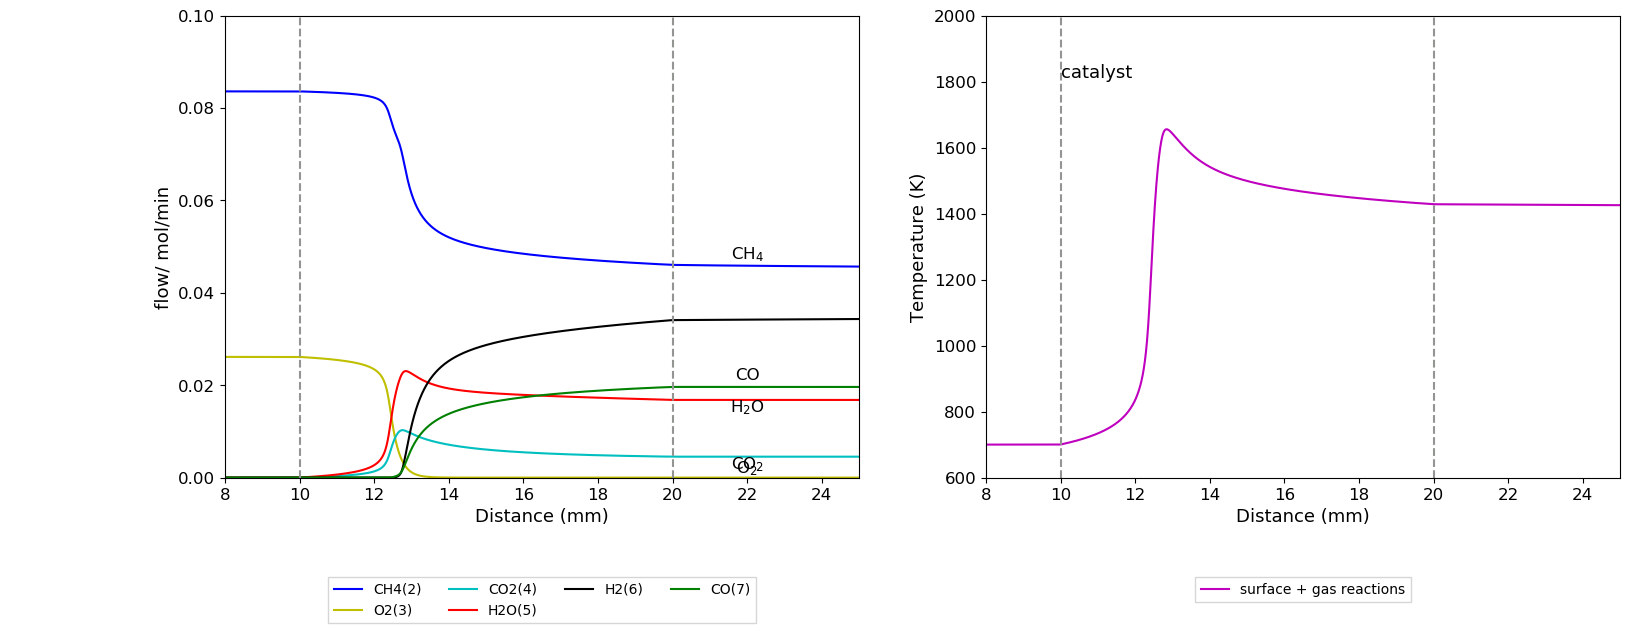 0.10
0.08
0.06
0.04
0.02
0.00
flow/ mol/min
CH₄
CO
H₂O
CO₂
O₂
8 10 12 14 16 18 20 22 24
Distance (mm)
CH4(2) CO2(4) H2(6) CO(7)
O2(3) H2O(5)
2000
1800
1600
1400
1200
1000
800
600
Temperature (K)
catalyst
8 10 12 14 16 18 20 22 24
Distance (mm)
surface + gas reactions